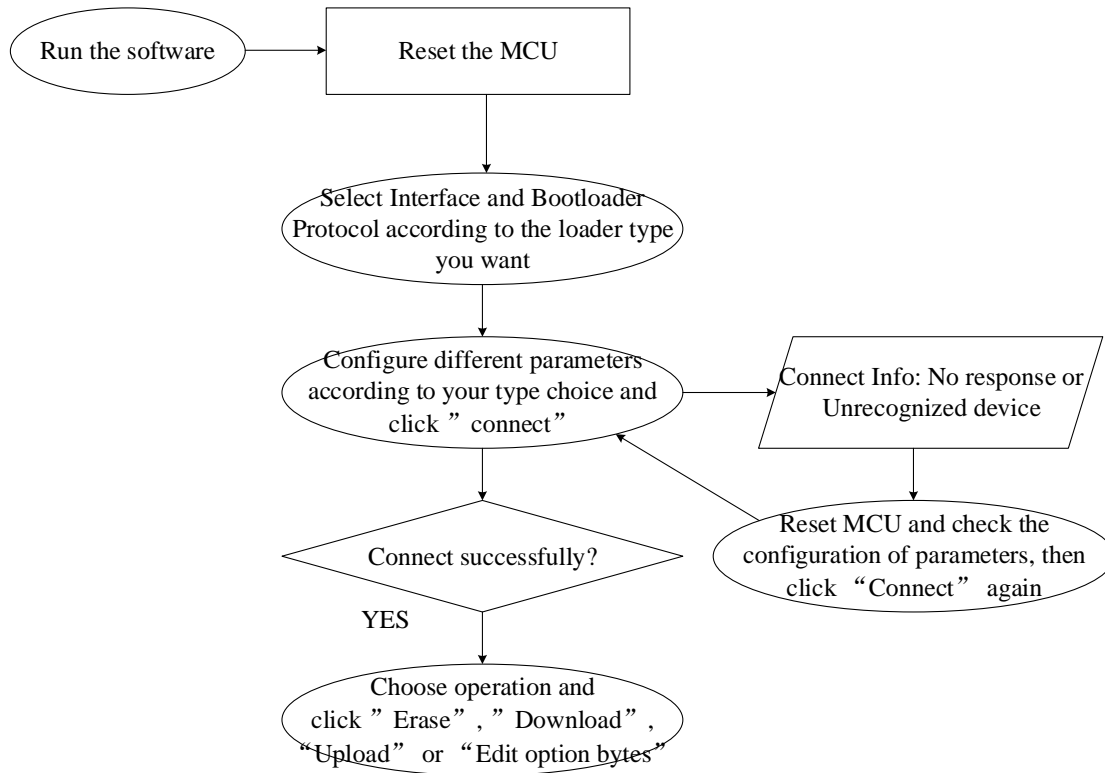 Run the software
Reset the MCU
Select Interface and Bootloader
Protocol according to the loader type
you want
Configure different parameters
according to your type choice and
click ” connect”
Connect Info: No response or
Unrecognized device
Connect successfully?
Reset MCU and check the
configuration of parameters, then
click “Connect” again
YES
Choose operation and
click ” Erase” , ” Download” ,
“Upload” or “Edit option bytes”